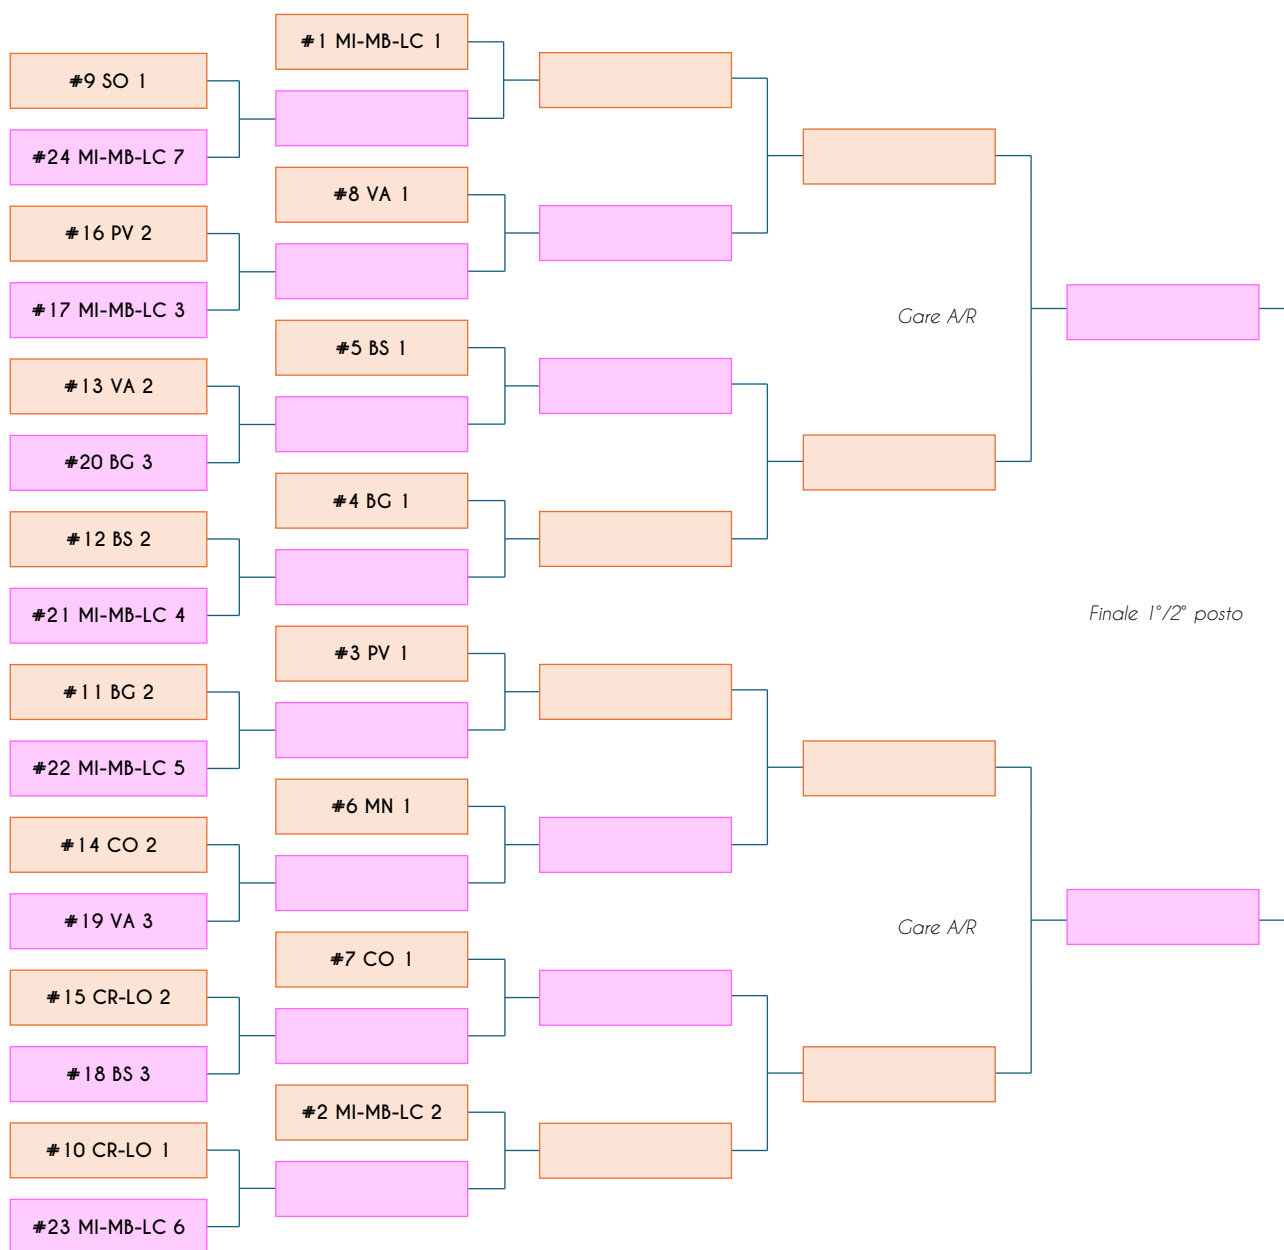 #1 MI-MB-LC 1
#9 SO 1
#24 MI-MB-LC 7
#8 VA 1
#16 PV 2
#17 MI-MB-LC 3
Gare A/R
#5 BS 1
#13 VA 2
#20 BG 3
#4 BG 1
#12 BS 2
#21 MI-MB-LC 4
Finale 1°/2° posto
#3 PV 1
#11 BG 2
#22 MI-MB-LC 5
#6 MN 1
#14 CO 2
#19 VA 3
Gare A/R
#7 CO 1
#15 CR-LO 2
#18 BS 3
#2 MI-MB-LC 2
#10 CR-LO 1
#23 MI-MB-LC 6